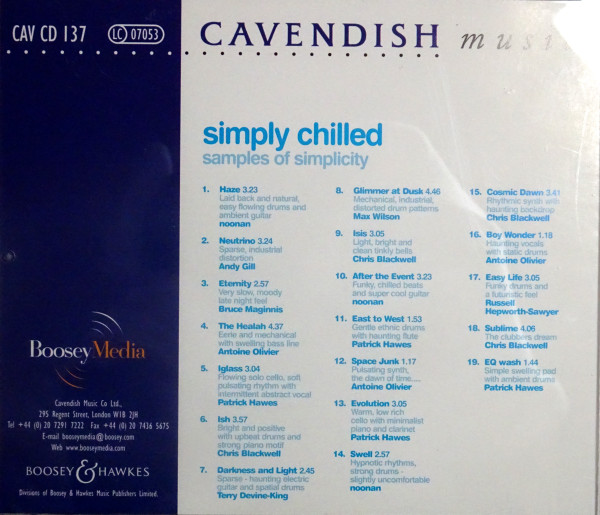 CAV CD 137
LC 07053
CAVENDISH music
simply chilled
samples of simplicity
1. Haze 3.23
Laid back and natural,
easy flowing drums and
ambient guitar
noonan
2. Neutrino 3.24
Sparse, industrial
distortion
Andy Gill
3. Eternity 2.57
Very slow, moody
late night feel
Bruce Maginnis
4. The Healah 4.37
Eerie and mechanical
with swelling bass line
Antoine Olivier
5. Iglass 3.04
Flowing solo cello, soft
pulsating rhythm with
intermittent abstract vocal
Patrick Hawes
6. Ish 3.57
Bright and positive
with upbeat drums and
strong piano motif
Chris Blackwell
7. Darkness and Light 2.45
Sparse - haunting electric
guitar and spatial drums
Terry Devine-King
8. Glimmer at Dusk 4.46
Mechanical, industrial,
distorted drum patterns
Max Wilson
9. Isis 3.05
Light, bright and
clean tinkly bells
Chris Blackwell
10. After the Event 3.23
Funky, chilled beats
and super cool guitar
noonan
11. East to West 1.53
Gentle ethnic drums
with haunting flute
Patrick Hawes
12. Space Junk 1.17
Pulsating synth,
the dawn of time.....
Antoine Olivier
13. Evolution 3.05
Warm, low rich
cello with minimalist
piano and clarinet
Patrick Hawes
14. Swell 2.57
Hypnotic rhythms,
strong drums -
slightly uncomfortable
noonan
15. Cosmic Dawn 3.41
Rhythmic synth with
haunting backdrop
Chris Blackwell
16. Boy Wonder 1.18
Haunting vocals
with static drums
Antoine Olivier
17. Easy Life 3.05
Funky drums and
a futuristic feel
Russell
Hepworth-Sawyer
18. Sublime 4.06
The clubbers dream
Chris Blackwell
19. EQ wash 1.44
Simple swelling pad
with ambient drums
Patrick Hawes
BooseyMedia
Cavendish Music Co Ltd.,
295 Regent Street, London W1B 2JH
Tel +44 (0) 20 7291 7222 Fax +44 (0) 20 7436 5675
E-mail booseymedia@boosey.com
Web www.booseymedia.com
BOOSEY & HAWKES
Divisions of Boosey & Hawkes Music Publishers Limited.